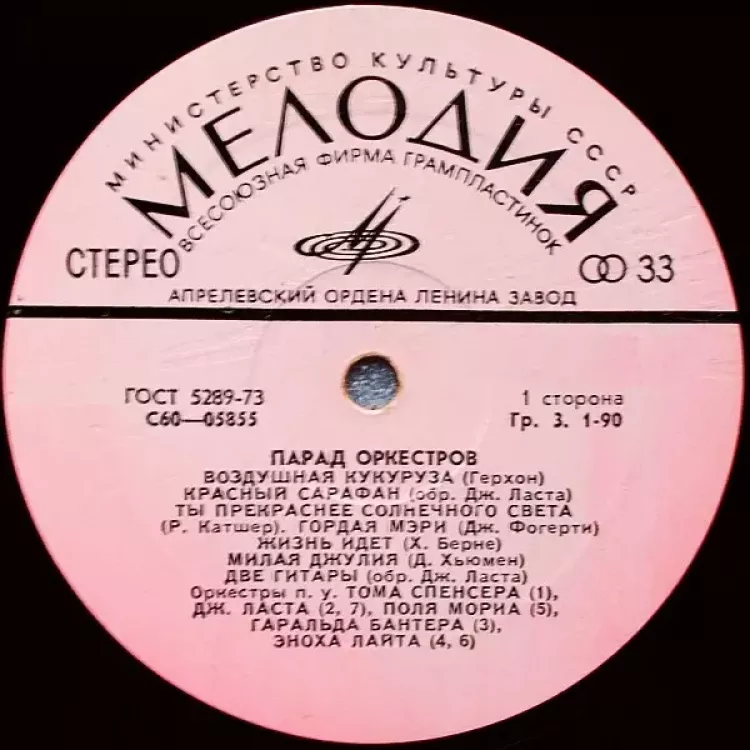 МИНИСТЕРСТВО КУЛЬТУРЫ СССР
МЕЛОДИЯ
ВСЕСОЮЗНАЯ ФИРМА ГРАМПЛАСТИНОК
СТЕРЕО
33
АПРЕЛЕВСКИЙ ОРДЕНА ЛЕНИНА ЗАВОД
ГОСТ 5289-73
С60—05855
1 сторона
Гр. 3. 1-90
ПАРАД ОРКЕСТРОВ
ВОЗДУШНАЯ КУКУРУЗА (Герхон)
КРАСНЫЙ САРАФАН (обр. Дж. Ласта)
ТЫ ПРЕКРАСНЕЕ СОЛНЕЧНОГО СВЕТА
(Р. Катшер). ГОРДАЯ МЭРИ (Дж. Фогерти)
ЖИЗНЬ ИДЕТ (Х. Берне)
МИЛАЯ ДЖУЛИЯ (Д. Хьюмен)
ДВЕ ГИТАРЫ (обр. Дж. Ласта)
Оркестры п. у. ТОМА СПЕНСЕРА (1),
ДЖ. ЛАСТА (2, 7), ПОЛЯ МОРИА (5),
ГАРАЛЬДА БАНТЕРА (3),
ЭНОХА ЛАЙТА (4, 6)